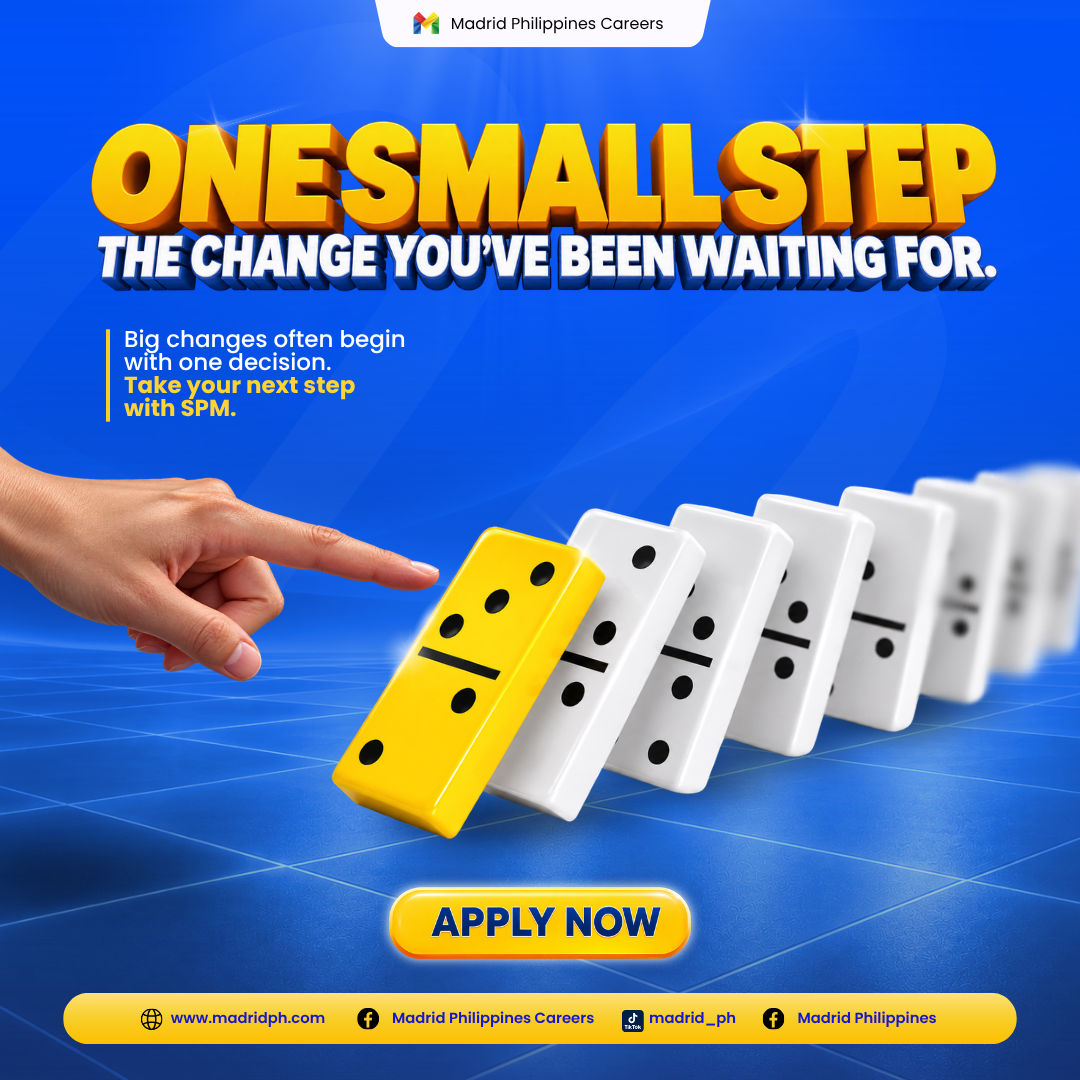 Madrid Philippines Careers
ONE SMALL STEP
THE CHANGE YOU'VE BEEN WAITING FOR.
Big changes often begin
with one decision.
Take your next step
with SPM.
APPLY NOW
www.madridph.com Madrid Philippines Careers TikTok madrid_ph Madrid Philippines